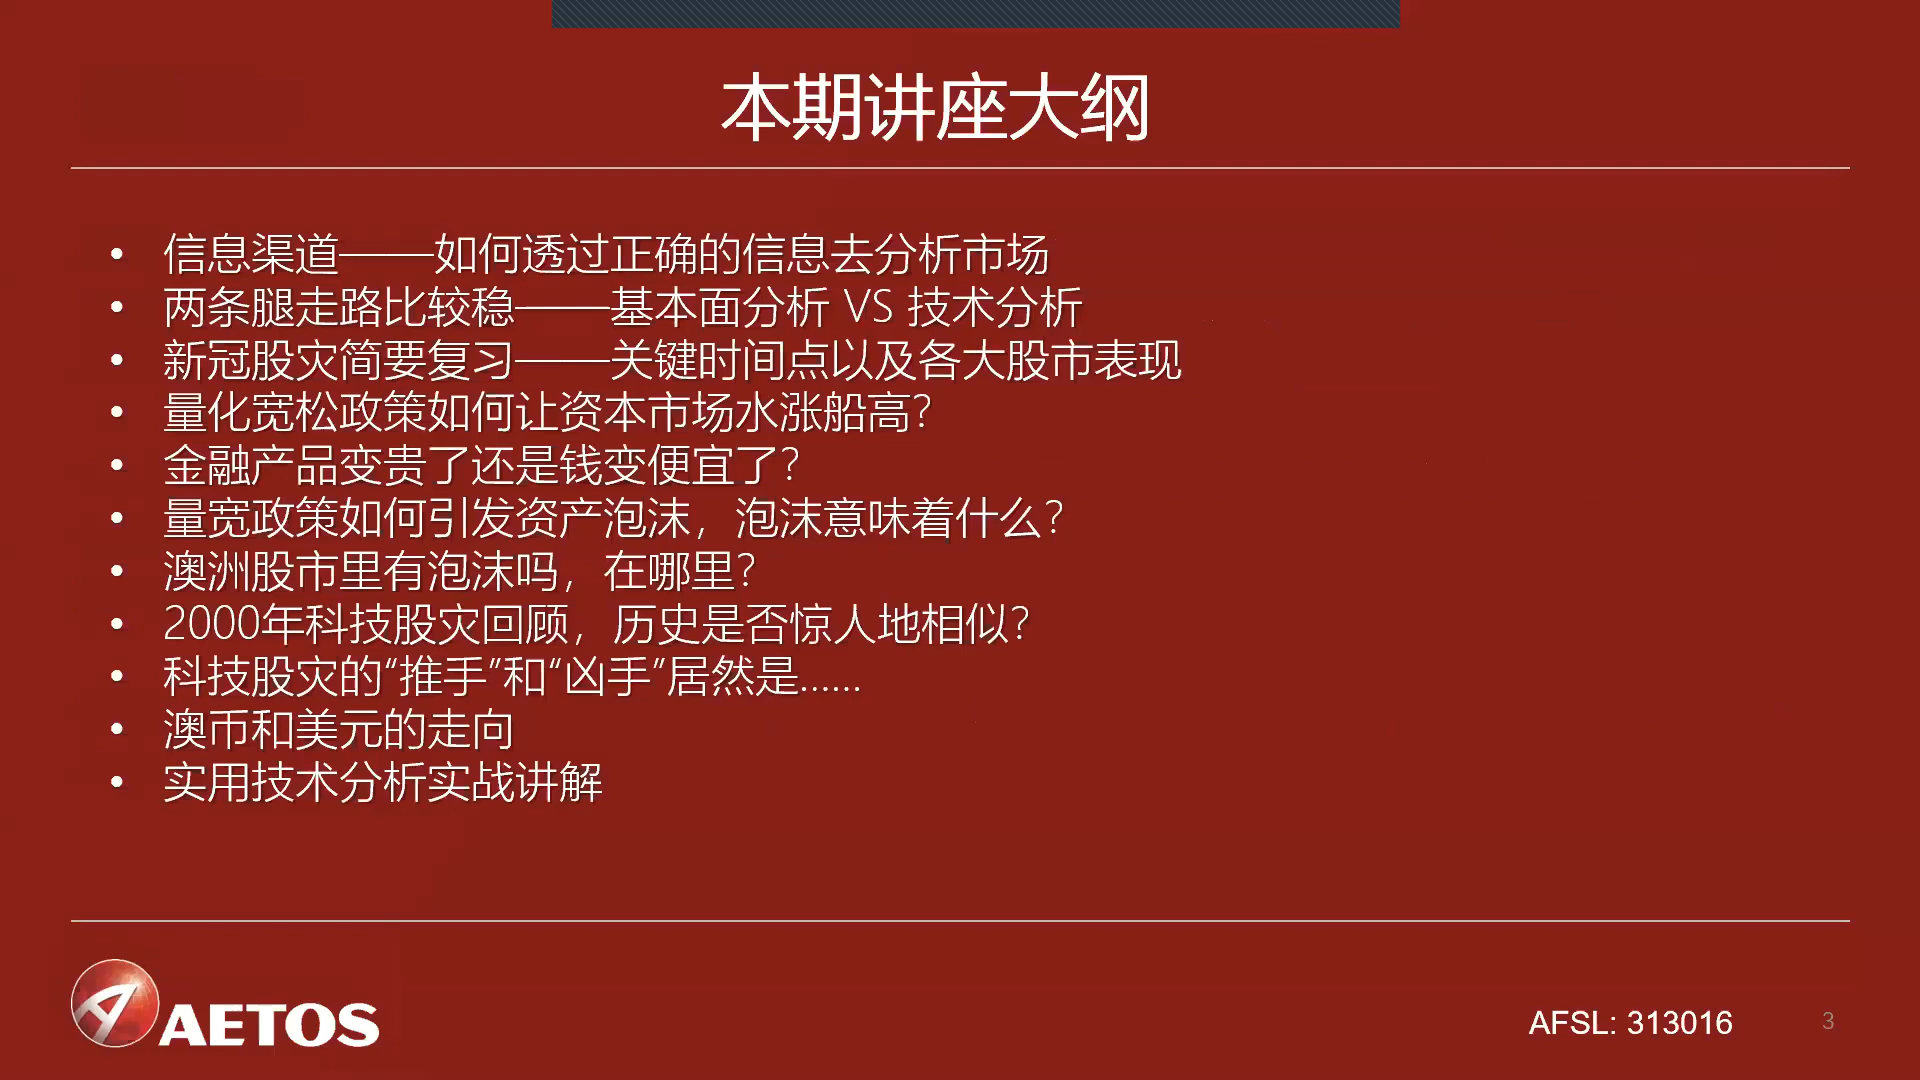 本期讲座大纲
• 信息渠道——如何透过正确的信息去分析市场
• 两条腿走路比较稳——基本面分析 VS 技术分析
• 新冠股灾简要复习——关键时间点以及各大股市表现
• 量化宽松政策如何让资本市场水涨船高?
• 金融产品变贵了还是钱变便宜了?
• 量宽政策如何引发资产泡沫，泡沫意味着什么?
• 澳洲股市里有泡沫吗，在哪里?
• 2000年科技股灾回顾，历史是否惊人地相似?
• 科技股灾的“推手”和“凶手”居然是……
• 澳币和美元的走向
• 实用技术分析实战讲解
AETOS
AFSL: 313016
3